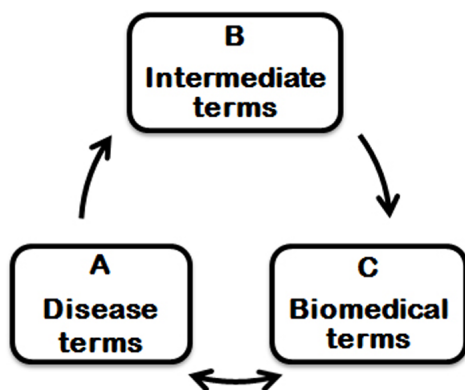 B
Intermediate
terms
A
Disease
terms
C
Biomedical
terms